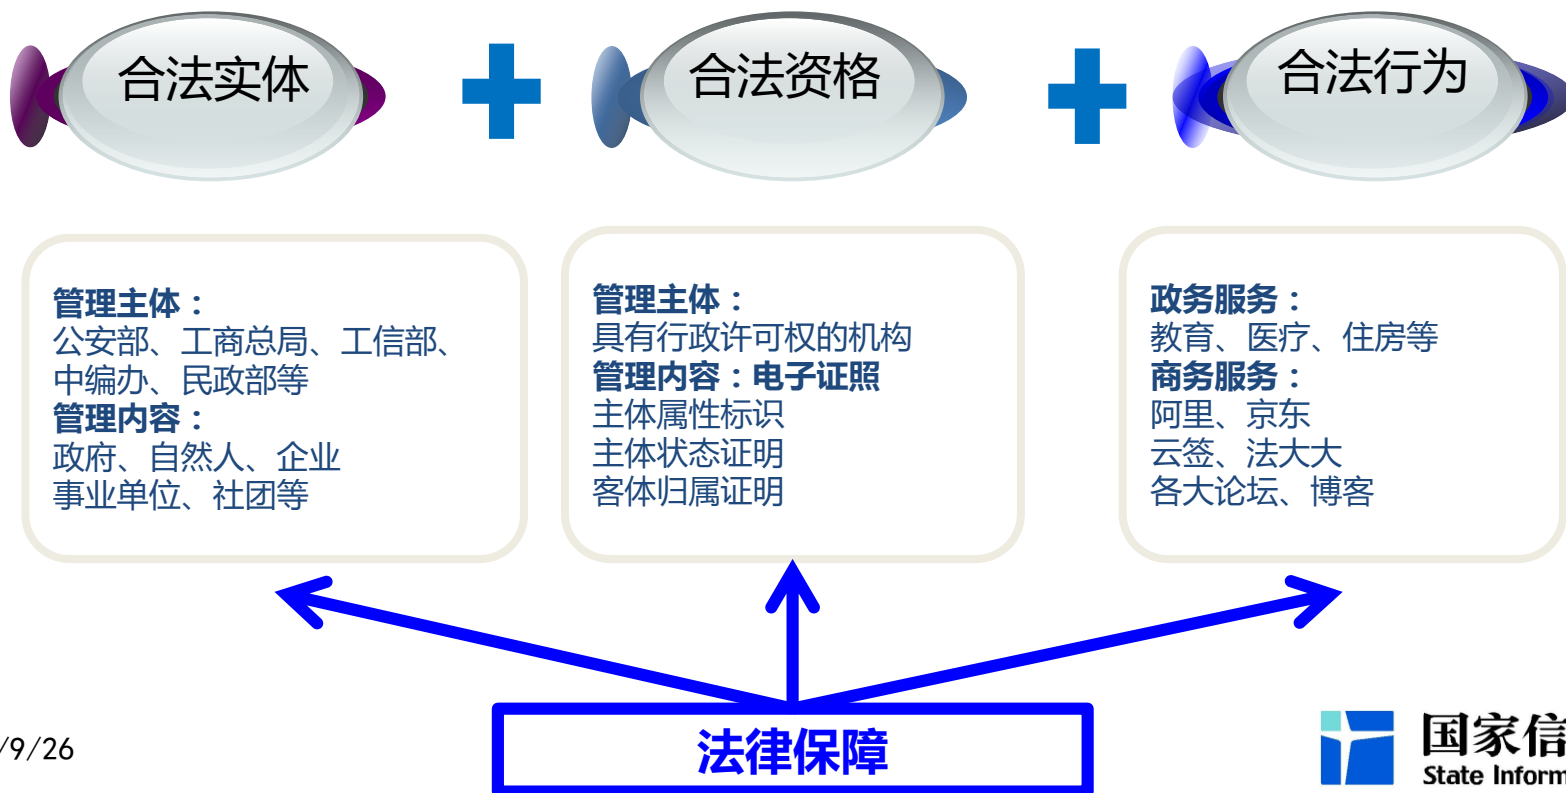 合法实体
合法资格
合法行为
管理主体：
公安部、工商总局、工信部、
中编办、民政部等
管理内容：
政府、自然人、企业
事业单位、社团等
管理主体：
具有行政许可权的机构
管理内容：电子证照
主体属性标识
主体状态证明
客体归属证明
政务服务：
教育、医疗、住房等
商务服务：
阿里、京东
云签、法大大
各大论坛、博客
法律保障
/9/26
国家信
State Inform